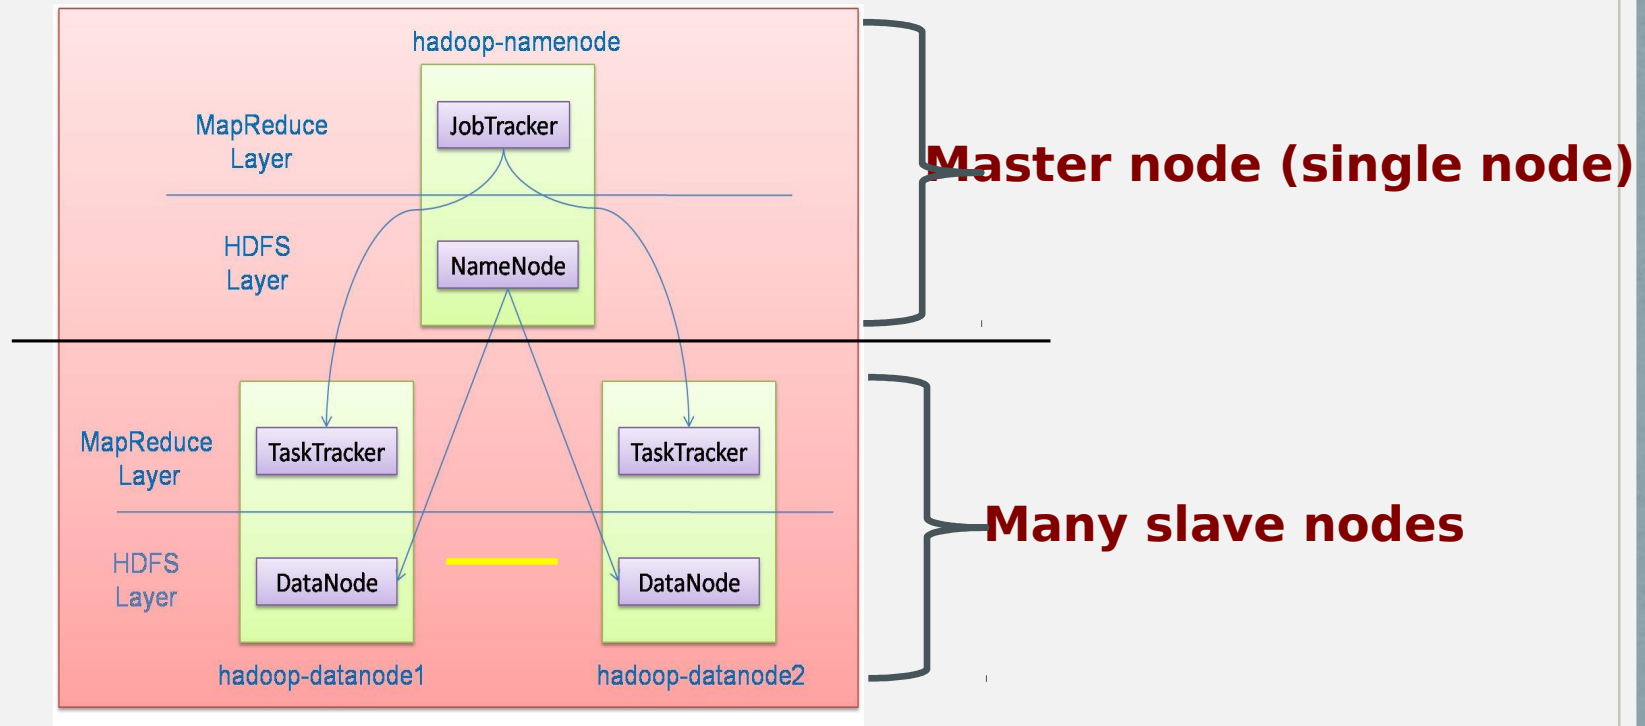 hadoop-namenode
MapReduce
Layer
JobTracker
Master node (single node)
HDFS
Layer
NameNode
MapReduce
Layer
TaskTracker
TaskTracker
Many slave nodes
HDFS
Layer
DataNode
DataNode
hadoop-datanode1
hadoop-datanode2